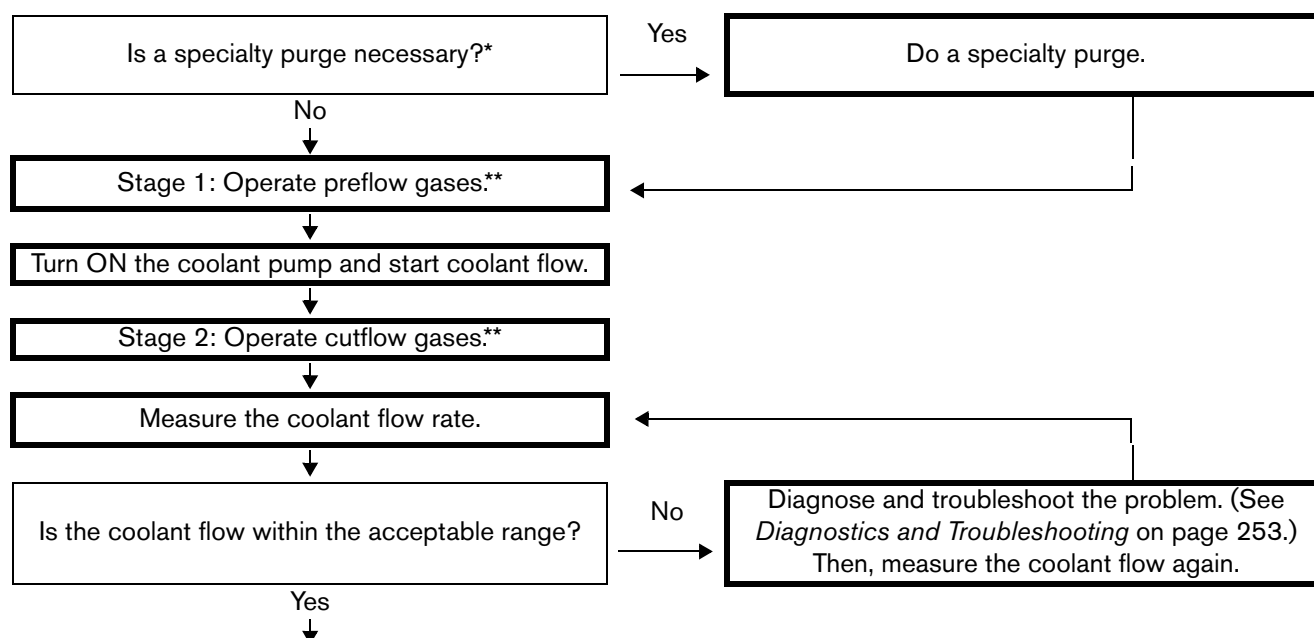 Is a specialty purge necessary?*
Yes
Do a specialty purge.
No
Stage 1: Operate preflow gases.**
Turn ON the coolant pump and start coolant flow.
Stage 2: Operate cutflow gases.**
Measure the coolant flow rate.
Is the coolant flow within the acceptable range?
No
Diagnose and troubleshoot the problem. (See
Diagnostics and Troubleshooting on page 253.)
Then, measure the coolant flow again.
Yes